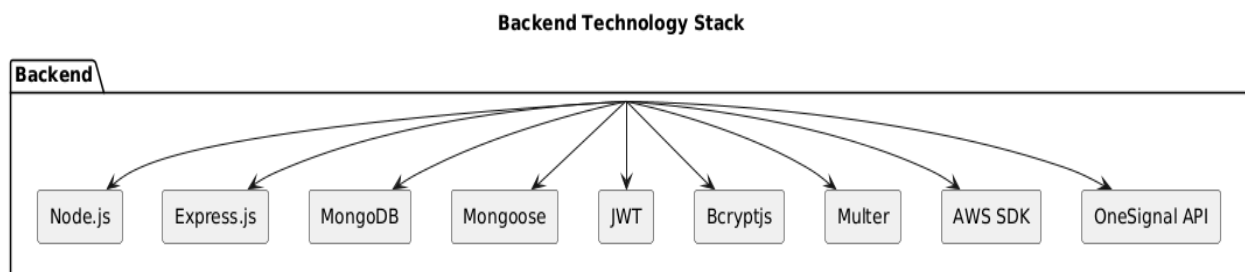 Backend Technology Stack
Backend
Node.js
Express.js
MongoDB
Mongoose
JWT
Bcryptjs
Multer
AWS SDK
OneSignal API